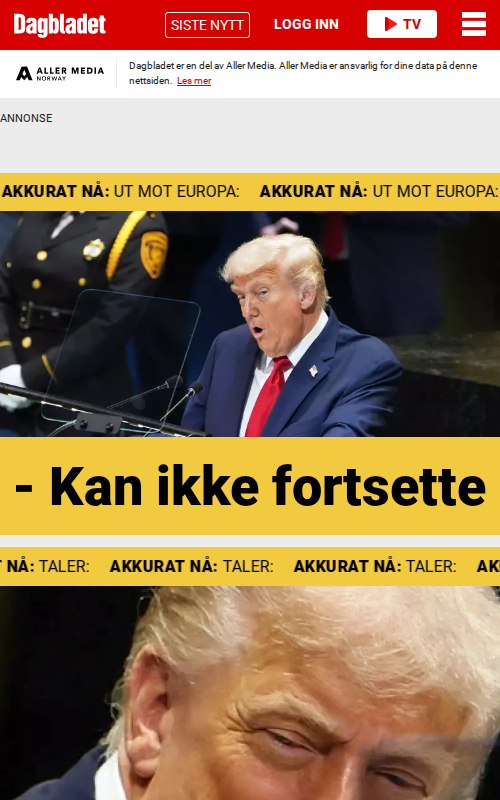 Dagbladet
SISTE NYTT
LOGG INN
TV
ALLER MEDIA
NORWAY
Dagbladet er en del av Aller Media. Aller Media er ansvarlig for dine data på denne
nettsiden. Les mer
ANNONSE
AKKURAT NÅ: UT MOT EUROPA: AKKURAT NÅ: UT MOT EUROPA:
- Kan ikke fortsette
T NÅ: TALER: AKKURAT NÅ: TALER: AKKURAT NÅ: TALER: AK